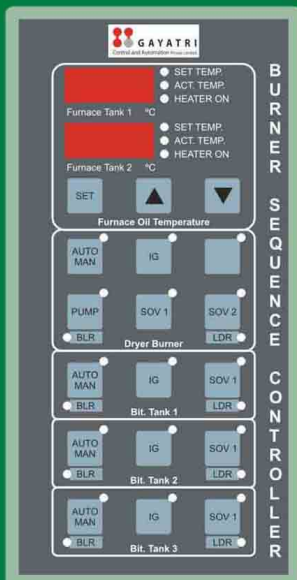 GAYATRI
Control and Automation Private Limited
BURNER SEQUENCE CONTROLLER
SET TEMP.
ACT. TEMP.
HEATER ON
Furnace Tank 1 ºC
SET TEMP.
ACT. TEMP.
HEATER ON
Furnace Tank 2 ºC
SET
Furnace Oil Temperature
AUTO MAN IG
PUMP SOV 1 SOV 2
BLR LDR
Dryer Burner
AUTO MAN IG SOV 1
BLR LDR
Bit. Tank 1
AUTO MAN IG SOV 1
BLR LDR
Bit. Tank 2
AUTO MAN IG SOV 1
BLR LDR
Bit. Tank 3